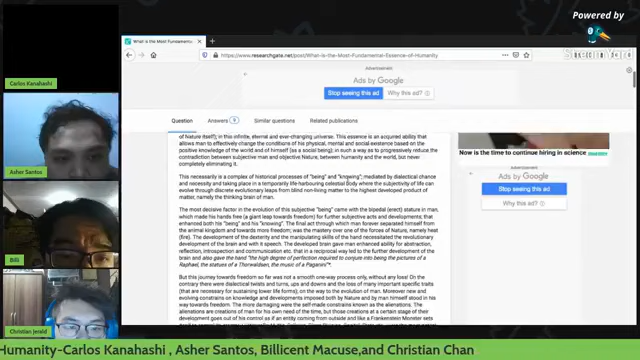 Powered by
What is the Most Fundamental
https://www.researchgate.net/post/What-is-the-Most-Fundamental-Essence-of-Humanity
Carlos Kanahashi
Asher Santos
Billi
Christian Jerald
Advertisement
Ads by Google
Stop seeing this ad
Why this ad?
Question
Answers
Similar questions
Related publications
of Nature itself); in this infinite, eternal and ever-changing universe. This essence is an acquired ability that
allows man to effectively change the conditions of his physical, mental and social existence based on the
positive knowledge of the world and of himself (as a social being); in such a way as to progressively reduce the
contradiction between subjective man and objective Nature; between humanity and the world, but never
completely eliminating it.
This necessarily is a complex of historical processes of "being" and "knowing"; mediated by dialectical chance
and necessity and taking place in a temporary life-harbouring celestial body where the subjectivity of life can
evolve through discrete evolutionary leaps from blind non-living matter to the highest developed product of
matter, namely the thinking brain of man.
The most decisive factor in the evolution of this subjective "being" came with the bipedal (erect) stature in man,
which made his hands free (a giant leap towards freedom) for further subjective acts and developments; that
enhanced both his "being" and his "knowing". The final act through which man forever separated himself from
the animal kingdom and towards more freedom; was the mastery over one of the forces of Nature, namely heat
(fire). The development of the dexterity and the manipulating skills of the hand necessitated the revolutionary
development of the brain and with it speech. The developed brain gave man enhanced ability for abstraction,
reflection, introspection and communication etc. that in a reciprocal way led to the further development of the
brain and also gave the hand "the high degree of perfection required to conjure into being the pictures of a
Raphael, the statues of a Thorwaldsen, the music of a Paganini".
But this journey towards freedom so far was not a smooth one-way process only, without any loss! On the
contrary there were dialectical twists and turns, ups and downs and the loss of many important specific traits
(that are necessary for sustaining lower life forms) on the way to the evolution of man. Moreover new and
evolving constrains on knowledge and developments imposed both by Nature and by man himself stood in his
way towards freedom. The more damaging were the self-made constrains known as the alienations. The
alienations are creations of man for his own need of the time, but those creations at a certain stage of their
development goes out of his control as if an entity coming from outside and like a Frankenstein Monster sets
Now is the time to continue hiring in science
Advertisement
Ads by Google
Stop seeing this ad
Why this ad?
Humanity-Carlos Kanahashi , Asher Santos, Billicent Macuse,and Christian Chan